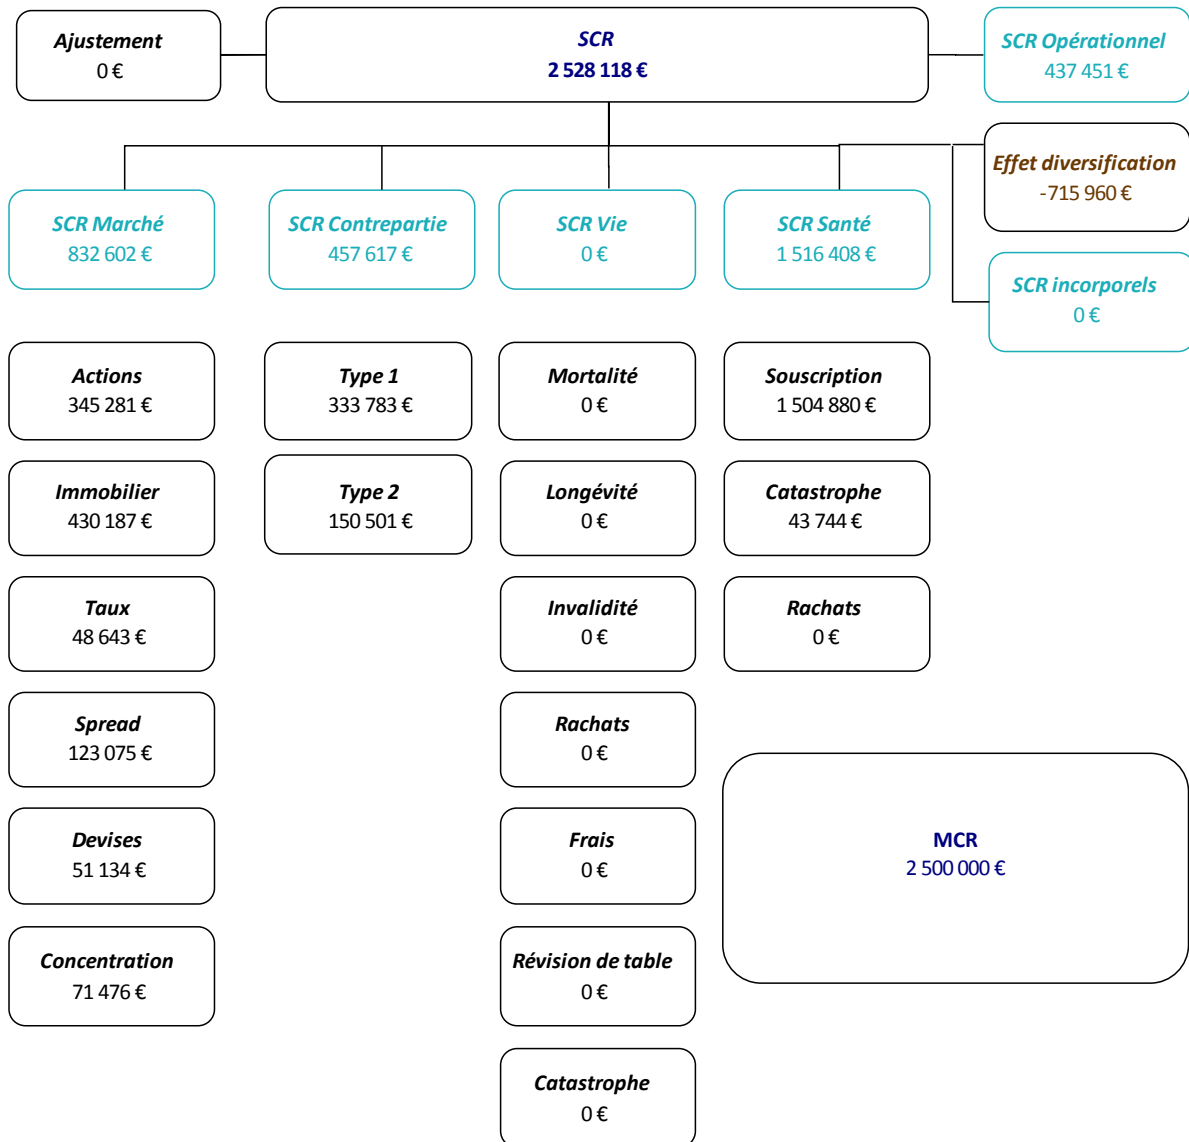 Ajustement
0 €
SCR
2 528 118 €
SCR Opérationnel
437 451 €
Effet diversification
-715 960 €
SCR Marché
832 602 €
SCR Contrepartie
457 617 €
SCR Vie
0 €
SCR Santé
1 516 408 €
SCR incorporels
0 €
Actions
345 281 €
Type 1
333 783 €
Mortalité
0 €
Souscription
1 504 880 €
Immobilier
430 187 €
Type 2
150 501 €
Longévité
0 €
Catastrophe
43 744 €
Taux
48 643 €
Invalidité
0 €
Rachats
0 €
Spread
123 075 €
Rachats
0 €
Devises
51 134 €
Frais
0 €
MCR
2 500 000 €
Concentration
71 476 €
Révision de table
0 €
Catastrophe
0 €